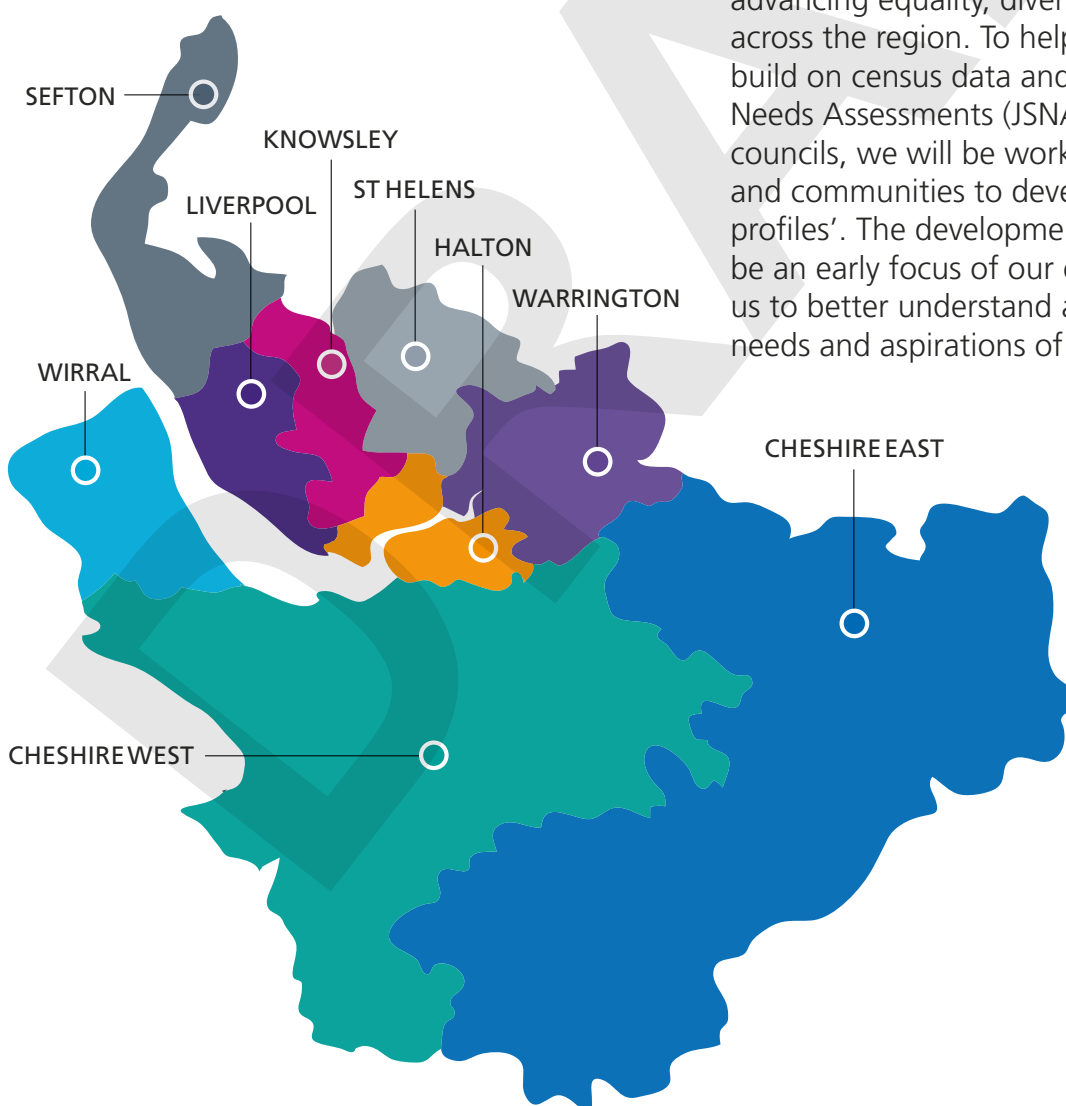 advancing equality, diver
across the region. To help
build on census data and
Needs Assessments (JSNA
councils, we will be work
and communities to deve
profiles’. The developme
be an early focus of our
us to better understand a
needs and aspirations of
SEFTON
KNOWSLEY
LIVERPOOL
ST HELENS
HALTON
WARRINGTON
WIRRAL
CHESHIRE EAST
CHESHIRE WEST
DRA